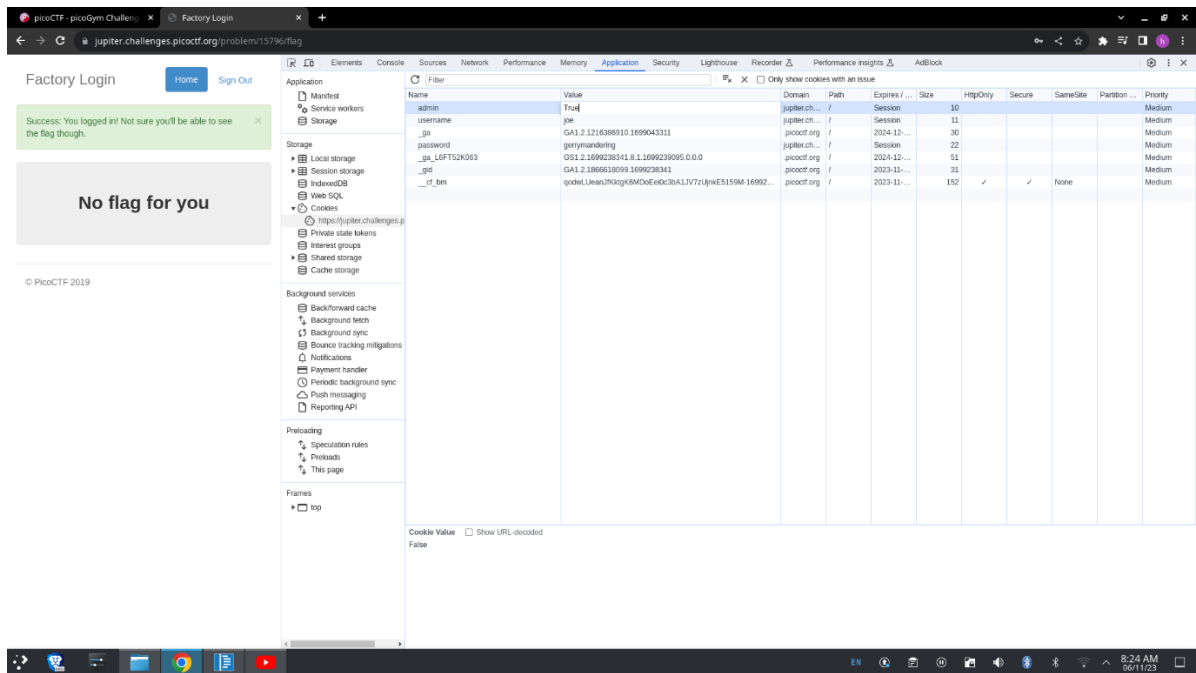 picoCTF - picoGym Challeng
Factory Login
jupiter.challenges.picoctf.org/problem/15796/flag
Factory Login
Home
Sign Out
Success: You logged in! Not sure you'll be able to see
the flag though.
No flag for you
© PicoCTF 2019
Elements Console Sources Network Performance Memory Application Security Lighthouse Recorder Performance insights AdBlock
Application
Manifest
Service workers
Storage
Storage
Local storage
Session storage
IndexedDB
Web SQL
Cookies
https://jupiter.challenges.p
Private state tokens
Interest groups
Shared storage
Cache storage
Background services
Back/forward cache
Background fetch
Background sync
Bounce tracking mitigations
Notifications
Payment handler
Periodic background sync
Push messaging
Reporting API
Preloading
Speculation rules
Preloads
This page
Frames
top
Filter
Only show cookies with an issue
Name Value Domain Path Expires / ... Size HttpOnly Secure SameSite Partition ... Priority
admin True jupiter.ch... / Session 10 Medium
username joe jupiter.ch... / Session 11 Medium
_ga GA1.2.1216386910.1699043311 .picoctf.org / 2024-12-... 30 Medium
password gerrymandering jupiter.ch... / Session 22 Medium
_ga_L6FT52K063 GS1.2.1699238341.8.1.1699239095.0.0.0 .picoctf.org / 2024-12-... 51 Medium
_gid GA1.2.1866618099.1699238341 .picoctf.org / 2023-11-... 31 Medium
__cf_bm .picoctf.org / 2023-11-... 152 ✓ ✓ None Medium
Cookie Value Show URL-decoded
False
EN
8:24 AM
06/11/23